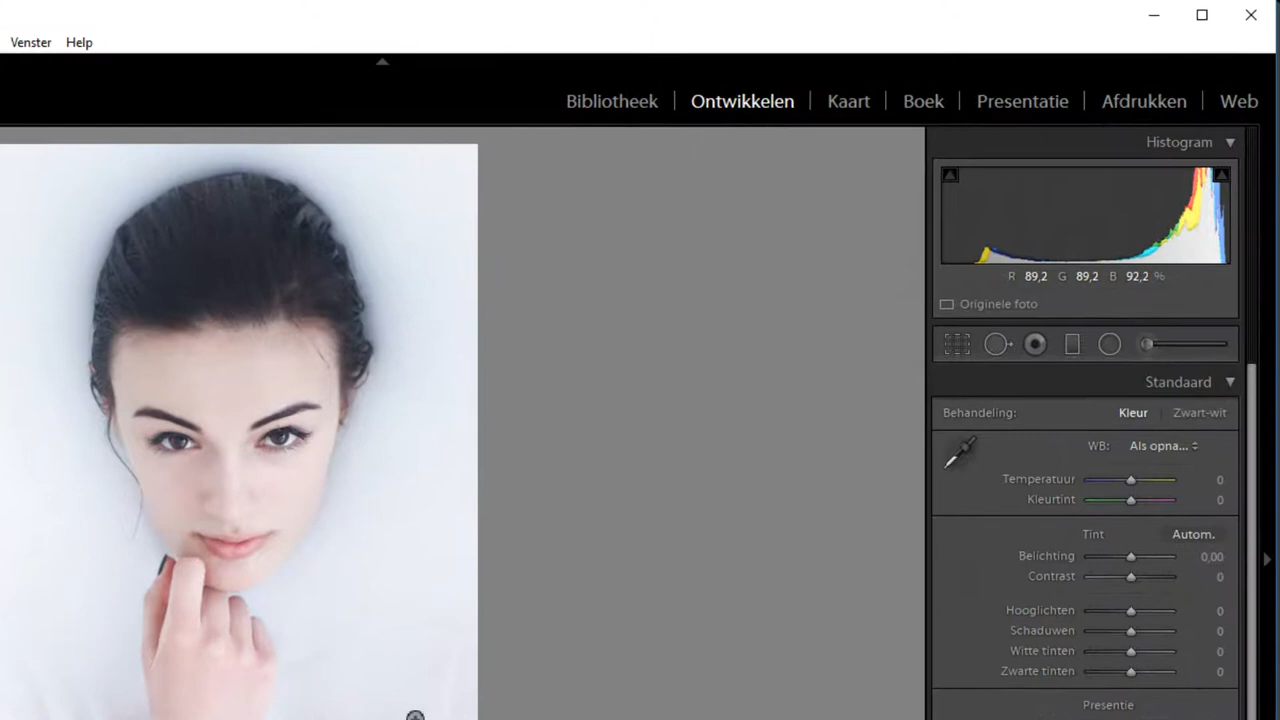 Venster Help
Bibliotheek | Ontwikkelen | Kaart | Boek | Presentatie | Afdrukken | Web
Histogram
R 89,2 G 89,2 B 92,2 %
Originele foto
Standaard
Behandeling: Kleur | Zwart-wit
WB: Als opna...
Temperatuur 0
Kleurtint 0
Tint Autom.
Belichting 0,00
Contrast 0
Hooglichten 0
Schaduwen 0
Witte tinten 0
Zwarte tinten 0
Presentie